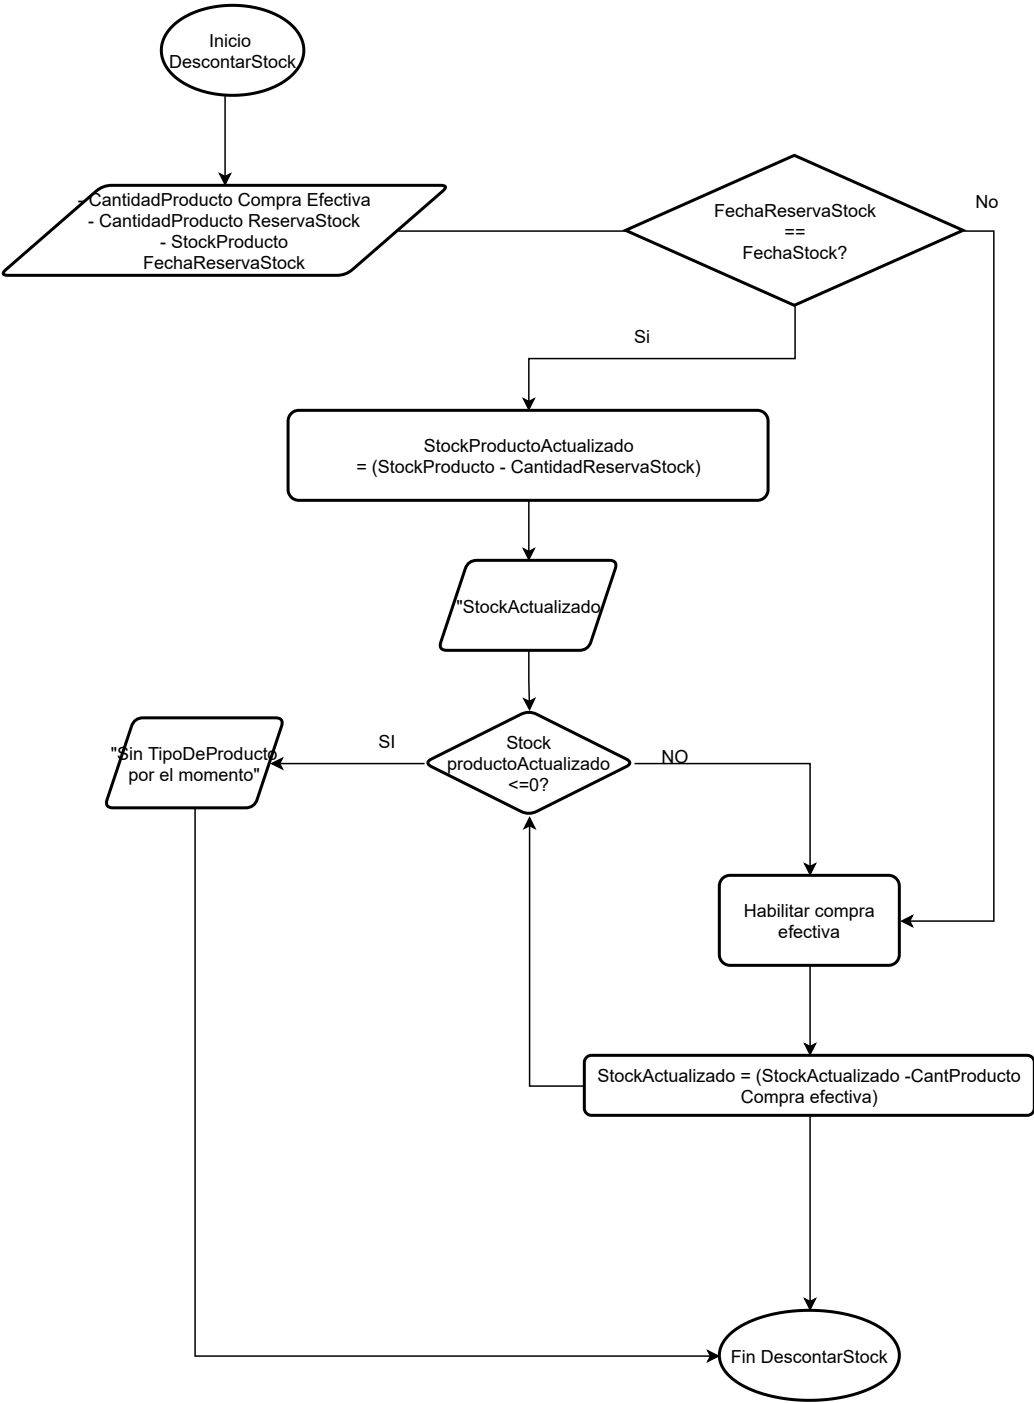 Inicio
DescontarStock
- CantidadProducto Compra Efectiva
- CantidadProducto ReservaStock
- StockProducto
FechaReservaStock
FechaReservaStock
==
FechaStock?
No
Si
StockProductoActualizado
= (StockProducto - CantidadReservaStock)
"StockActualizado
Stock
productoActualizado
<=0?
SI
NO
"Sin TipoDeProducto
por el momento"
Habilitar compra
efectiva
StockActualizado = (StockActualizado -CantProducto
Compra efectiva)
Fin DescontarStock